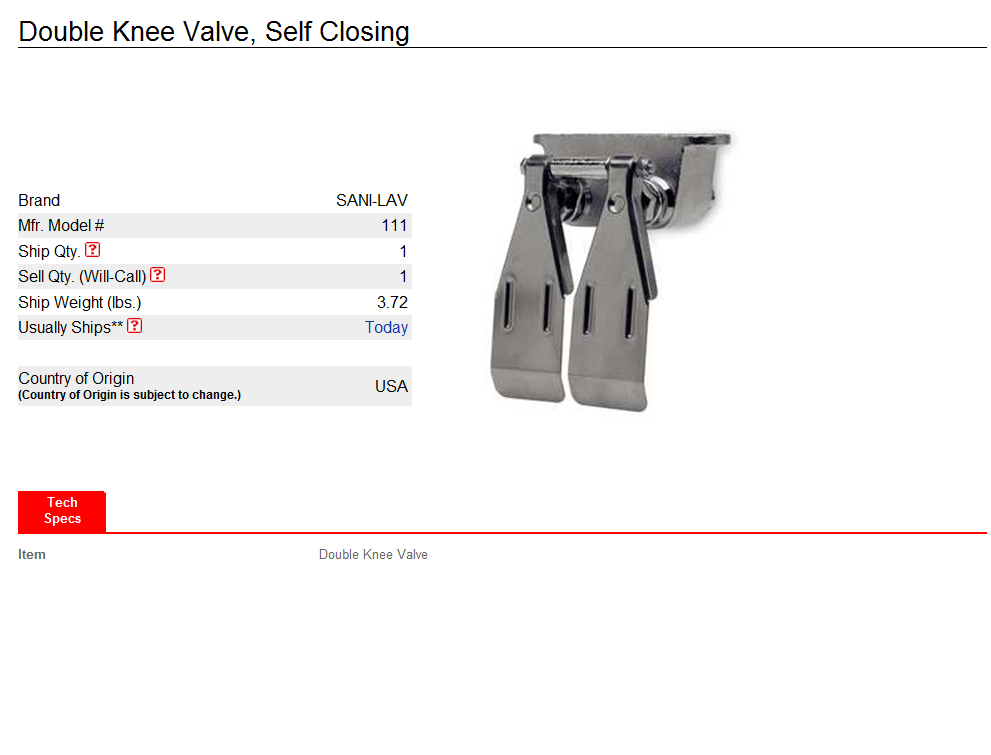 Double Knee Valve, Self Closing
Brand SANI-LAV
Mfr. Model # 111
Ship Qty. ? 1
Sell Qty. (Will-Call) ? 1
Ship Weight (lbs.) 3.72
Usually Ships** ? Today
Country of Origin
(Country of Origin is subject to change.) USA
Tech
Specs
Item Double Knee Valve